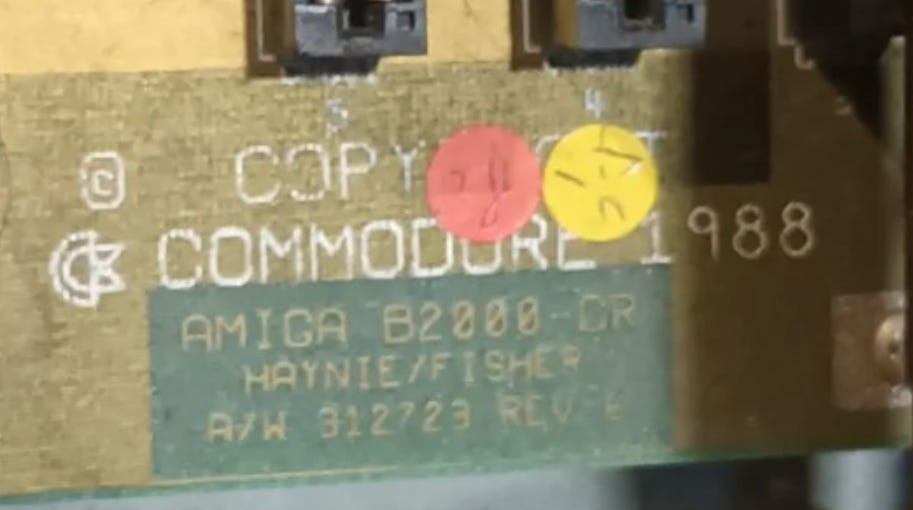 5 4
© COPY
COMMODORE 1988
AMIGA B2000-CR
HAYNIE/FISHER
A/W 312723 REV 6